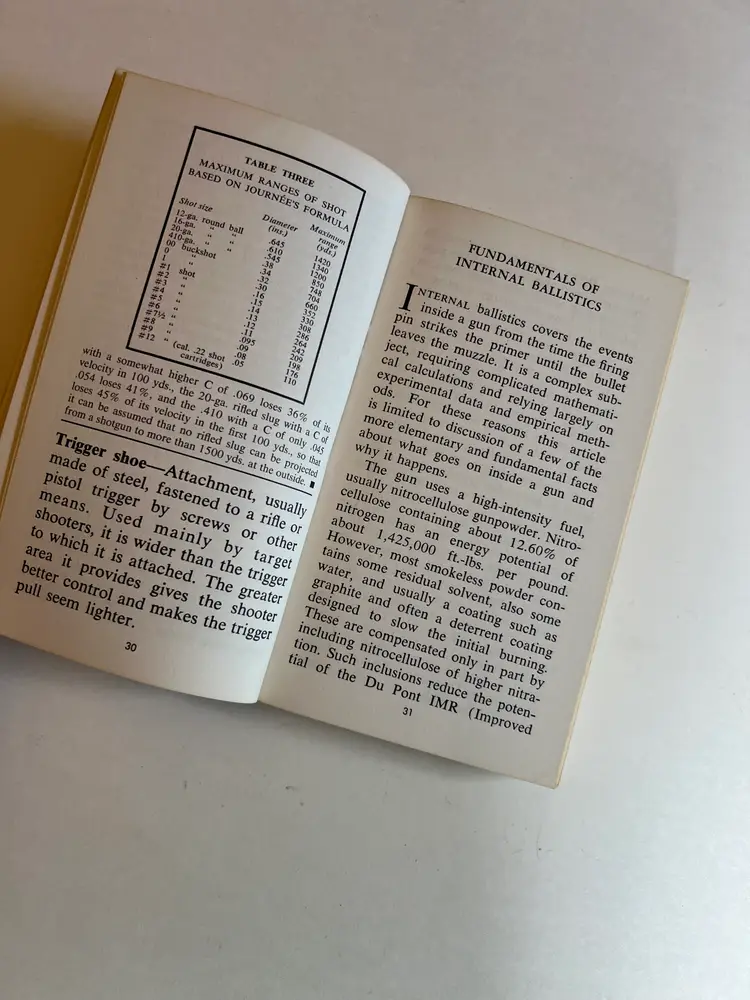 TABLE THREE
MAXIMUM RANGES OF SHOT
BASED ON JOURNÉE'S FORMULA
Shot size Diameter (ins.) Maximum range (yds.)
12-ga. round ball .645 1420
16-ga. " " .610 1340
20-ga. " " .545 1200
410-ga. " " .38 850
00 buckshot .34 748
0 " .32 704
1 " .30 660
#1 shot .16 352
#2 " .15 330
#3 " .14 308
#4 " .13 286
#5 " .12 264
#6 " .11 242
#7½ " .095 209
#8 " .09 198
#9 " .08 176
#12 " (cal. .22 shot cartridges) .05 110
with a somewhat higher C of .069 loses 36% of its
velocity in 100 yds., the 20-ga. rifled slug with a C of
.054 loses 41%, and the .410 with a C of only .045
loses 45% of its velocity in the first 100 yds., so that
it can be assumed that no rifled slug can be projected
from a shotgun to more than 1500 yds. at the outside. ■
Trigger shoe—Attachment, usually
made of steel, fastened to a rifle or
pistol trigger by screws or other
means. Used mainly by target
shooters, it is wider than the trigger
to which it is attached. The greater
area it provides gives the shooter
better control and makes the trigger
pull seem lighter.
30
FUNDAMENTALS OF
INTERNAL BALLISTICS
INTERNAL ballistics covers the events
inside a gun from the time the firing
pin strikes the primer until the bullet
leaves the muzzle. It is a complex sub-
ject, requiring complicated mathemati-
cal calculations and relying largely on
experimental data and empirical meth-
ods. For these reasons this article
is limited to discussion of a few of the
more elementary and fundamental facts
about what goes on inside a gun and
why it happens.
The gun uses a high-intensity fuel,
usually nitrocellulose gunpowder. Nitro-
cellulose containing about 12.60% of
nitrogen has an energy potential of
about 1,425,000 ft.-lbs. per pound.
However, most smokeless powder con-
tains some residual solvent, also some
water, and usually a coating such as
graphite and often a deterrent coating
designed to slow the initial burning.
These are compensated only in part by
including nitrocellulose of higher nitra-
tion. Such inclusions reduce the poten-
tial of the Du Pont IMR (Improved
31